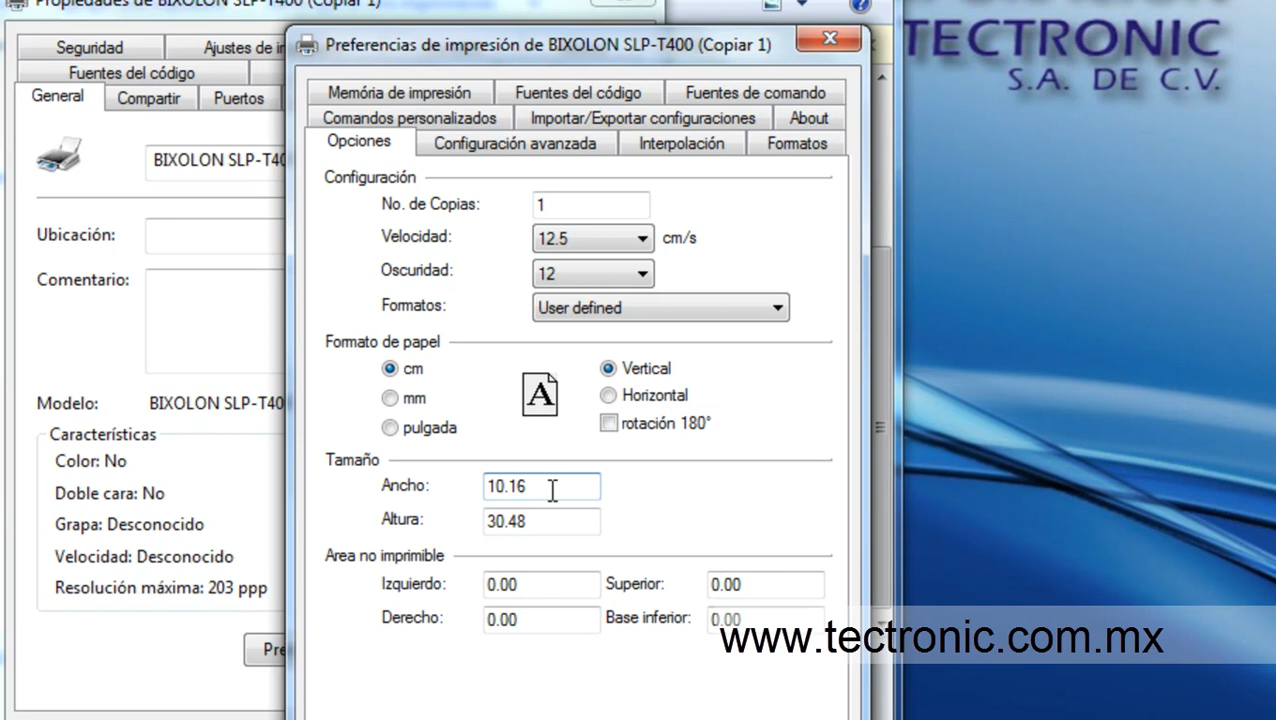 Propiedades de BIXOLON SLP-T400 (Copiar 1)
Seguridad
Fuentes del código
General
Compartir
Puertos
Ubicación:
Comentario:
Modelo: BIXOLON SLP-T40
Características
Color: No
Doble cara: No
Grapa: Desconocido
Velocidad: Desconocido
Resolución máxima: 203 ppp
Preferencias de impresión de BIXOLON SLP-T400 (Copiar 1)
Memória de impresión
Fuentes del código
Fuentes de comando
Comandos personalizados
Importar/Exportar configuraciones
About
Opciones
Configuración avanzada
Interpolación
Formatos
Configuración
No. de Copias: 1
Velocidad: 12.5 cm/s
Oscuridad: 12
Formatos: User defined
Formato de papel
cm
mm
pulgada
A
Vertical
Horizontal
rotación 180°
Tamaño
Ancho: 10.16
Altura: 30.48
Area no imprimible
Izquierdo: 0.00 Superior: 0.00
Derecho: 0.00 Base inferior: 0.00
TECTRONIC
S.A. DE C.V.
www.tectronic.com.mx